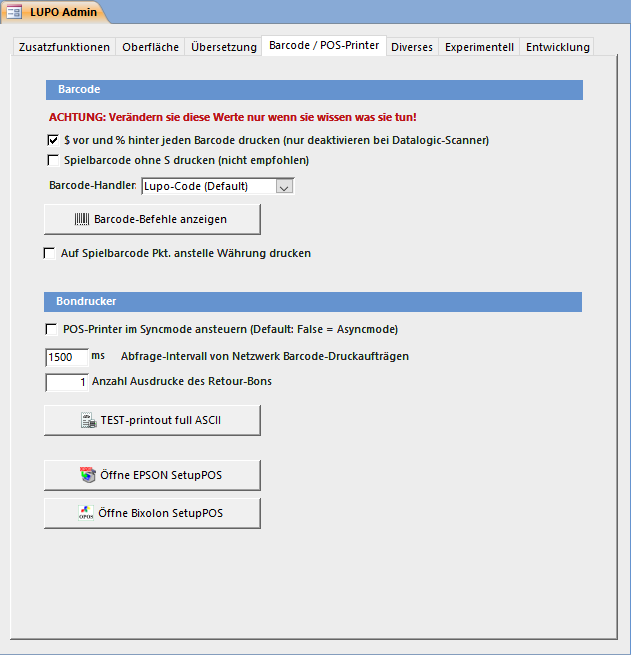 LUPO Admin
Zusatzfunktionen Oberfläche Übersetzung Barcode / POS-Printer Diverses Experimentell Entwicklung
Barcode
ACHTUNG: Verändern sie diese Werte nur wenn sie wissen was sie tun!
$ vor und % hinter jeden Barcode drucken (nur deaktivieren bei Datalogic-Scanner)
Spielbarcode ohne S drucken (nicht empfohlen)
Barcode-Handler: Lupo-Code (Default)
Barcode-Befehle anzeigen
Auf Spielbarcode Pkt. anstelle Währung drucken
Bondrucker
POS-Printer im Syncmode ansteuern (Default: False = Asyncmode)
1500 ms Abfrage-Intervall von Netzwerk Barcode-Druckaufträgen
1 Anzahl Ausdrucke des Retour-Bons
TEST-printout full ASCII
Öffne EPSON SetupPOS
OPOS Öffne Bixolon SetupPOS